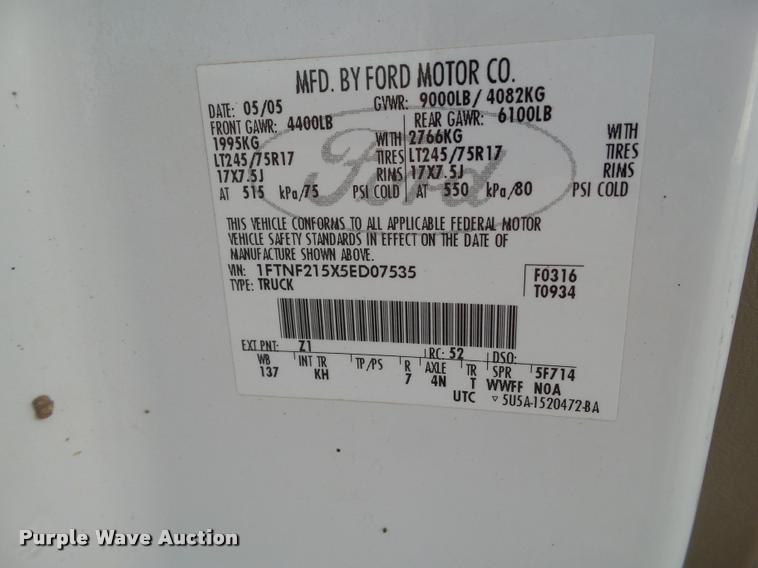 MFD. BY FORD MOTOR CO.
DATE: 05/05 GVWR: 9000LB/ 4082KG
FRONT GAWR: 4400LB REAR GAWR: 6100LB
1995KG WITH 2766KG WITH
LT245/75R17 TIRES LT245/75R17 TIRES
17X7.5J RIMS 17X7.5J RIMS
AT 515 kPa/75 PSI COLD AT 550 kPa/80 PSI COLD
Ford
THIS VEHICLE CONFORMS TO ALL APPLICABLE FEDERAL MOTOR
VEHICLE SAFETY STANDARDS IN EFFECT ON THE DATE OF
MANUFACTURE SHOWN ABOVE.
VIN: 1FTNF215X5ED07535 F0316
TYPE: TRUCK T0934
EXT PNT: Z1 RC: 52 DSO:
WB INT TR TP/PS R AXLE TR SPR 5F714
137 KH 7 4N T WWFF NOA
UTC ▿ 5U5A-1520472-BA
Purple Wave Auction